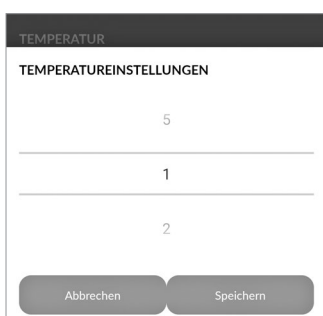 TEMPERATUR
TEMPERATUREINSTELLUNGEN
5
1
2
Abbrechen Speichern